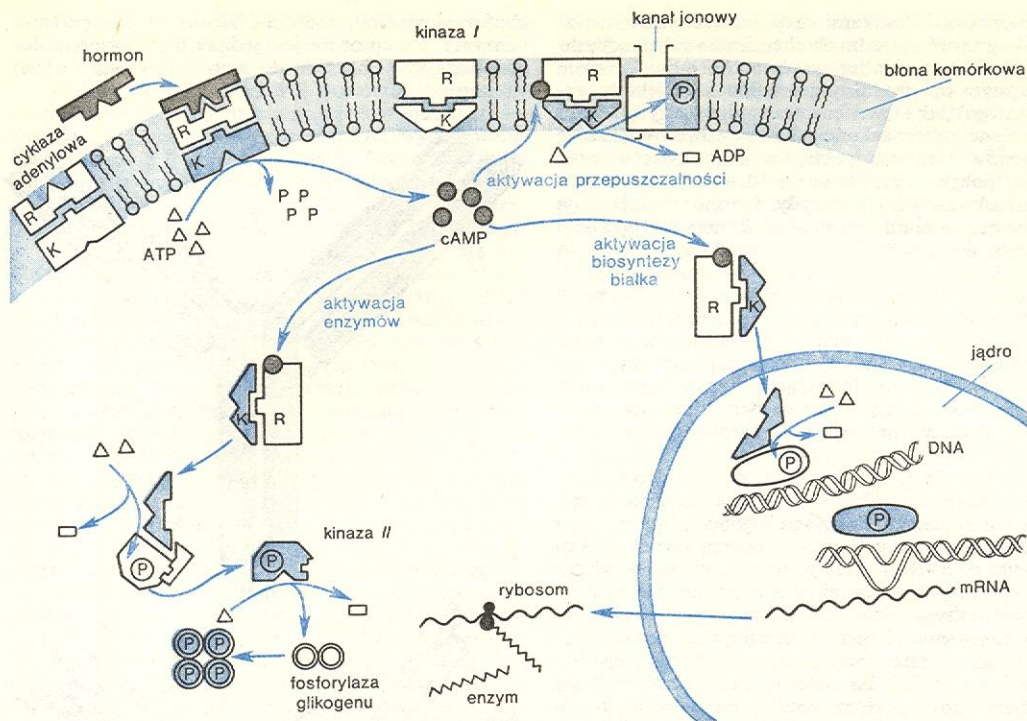 kinaza I
kanał jonowy
hormon
błona komórkowa
cyklaza
adenylowa
R
K
R
K
R
K
R
K
P
ATP
P P
P P
cAMP
aktywacja przepuszczalności
ADP
aktywacja
enzymów
aktywacja
biosyntezy
białka
R
K
jądro
K
R
P
DNA
P
mRNA
P
kinaza II
P P
P P
fosforylaza
glikogenu
rybosom
enzym